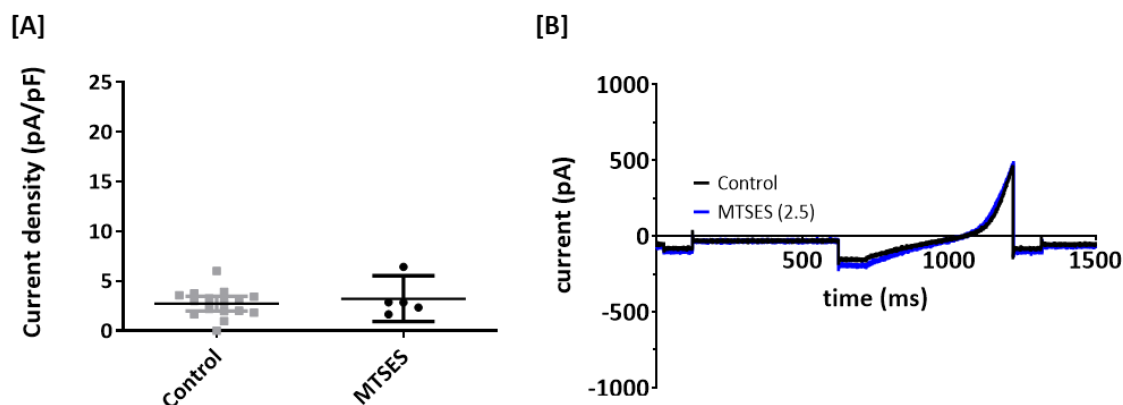 [A]
25
20
15
10
5
0
Current density (pA/pF)
Control
MTSES
[B]
1000
500
0
-500
-1000
current (pA)
Control
MTSES (2.5)
500
1000
1500
time (ms)